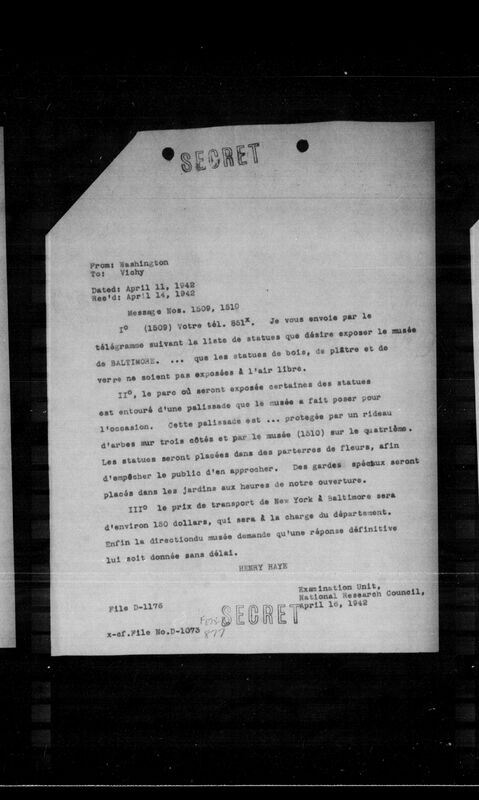 SECRET
From: Washington
To: Vichy
Dated: April 11, 1942
Rec'd: April 14, 1942
Message Nos. 1509, 1510
I° (1509) Votre tél. 851x. Je vous envoie par le
télégramme suivant la liste de statues que désire exposer le musée
de BALTIMORE. ... que les statues de bois, de plâtre et de
verre ne soient pas exposées à l'air libre.
II°, le parc où seront exposée certaines des statues
est entouré d'une palissade que le musée a fait poser pour
l'occasion. Cette palissade est ... protegée par un rideau
d'arbes sur trois côtés et par le musée (1510) sur le quatrième.
Les statues seront placées dans des parterres de fleurs, afin
d'empêcher le public d'en approcher. Des gardes spéciaux seront
placés dans les jardins aux heures de notre ouverture.
III° le prix de transport de New York à Baltimore sera
d'environ 150 dollars, qui sera à la charge du département.
Enfin la directiondu musée demande qu'une réponse définitive
lui soit donnée sans délai.
HENRY HAYE
Examination Unit,
National Research Council,
April 16, 1942
File D-1176
SECRET
x-cf.File No.D-1073
877